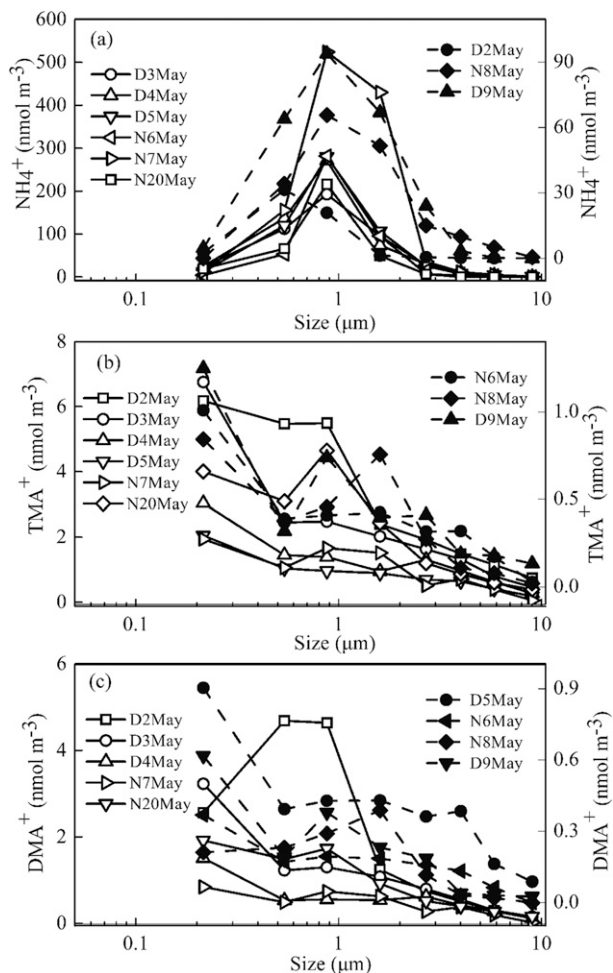 (a)
600
500
400
300
200
100
0
NH4⁺ (nmol m⁻³)
D3May
D4May
D5May
N6May
N7May
N20May
D2May
N8May
D9May
90
60
30
0
NH4⁺ (nmol m⁻³)
0.1 1 10
Size (μm)
(b)
8
6
4
2
0
TMA⁺ (nmol m⁻³)
D2May
D3May
D4May
D5May
N7May
N20May
N6May
N8May
D9May
1.0
0.5
0.0
TMA⁺ (nmol m⁻³)
0.1 1 10
Size (μm)
(c)
6
4
2
0
DMA⁺ (nmol m⁻³)
D2May
D3May
D4May
N7May
N20May
D5May
N6May
N8May
D9May
0.9
0.6
0.3
0.0
DMA⁺ (nmol m⁻³)
0.1 1 10
Size (μm)